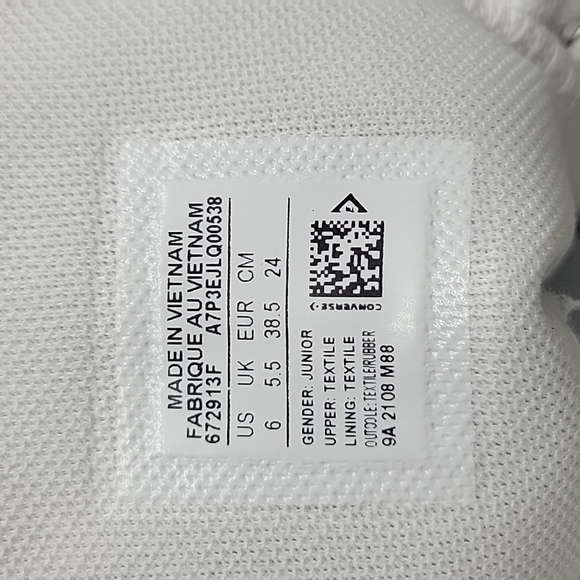 MADE IN VIETNAM
FABRIQUE AU VIETNAM
672913F A7P3EJLQ00538
US UK EUR CM
6 5.5 38.5 24
GENDER: JUNIOR
UPPER: TEXTILE
LINING: TEXTILE
OUTOOLE: TEXTILE/RUBBER
9A 2108 M88
CONVERSE